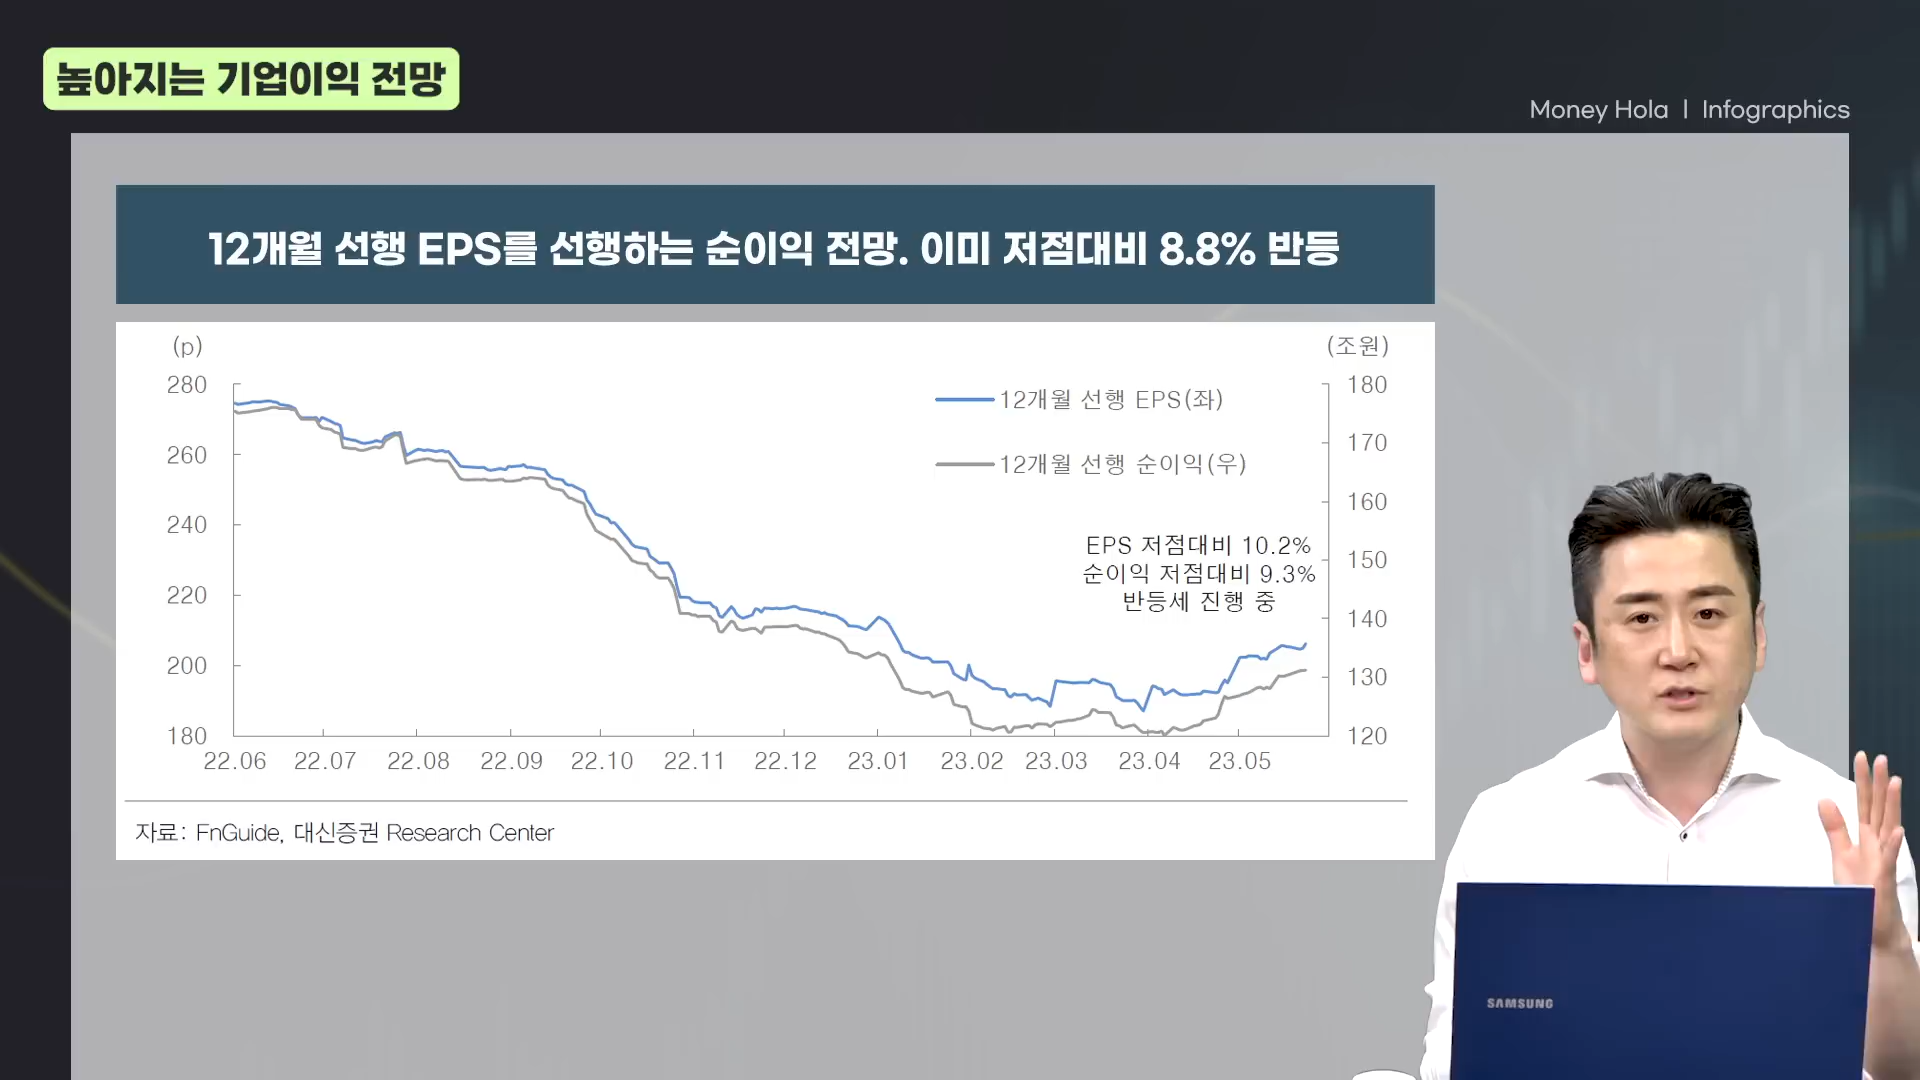 높아지는 기업이익 전망
Money Hola | Infographics
12개월 선행 EPS를 선행하는 순이익 전망. 이미 저점대비 8.8% 반등
(p)
(조원)
280
260
240
220
200
180
12개월 선행 EPS(좌)
12개월 선행 순이익(우)
EPS 저점대비 10.2%
순이익 저점대비 9.3%
반등세 진행 중
180
170
160
150
140
130
120
22.06 22.07 22.08 22.09 22.10 22.11 22.12 23.01 23.02 23.03 23.04 23.05
자료: FnGuide, 대신증권 Research Center
SAMSUNG